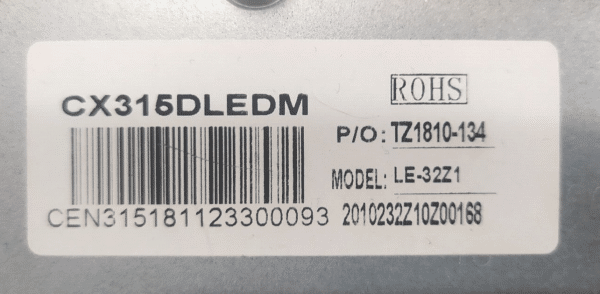 CX315DLEDM
ROHS
P/O: TZ1810-134
MODEL: LE-32Z1
CEN315181123300093
2010232Z10Z00168